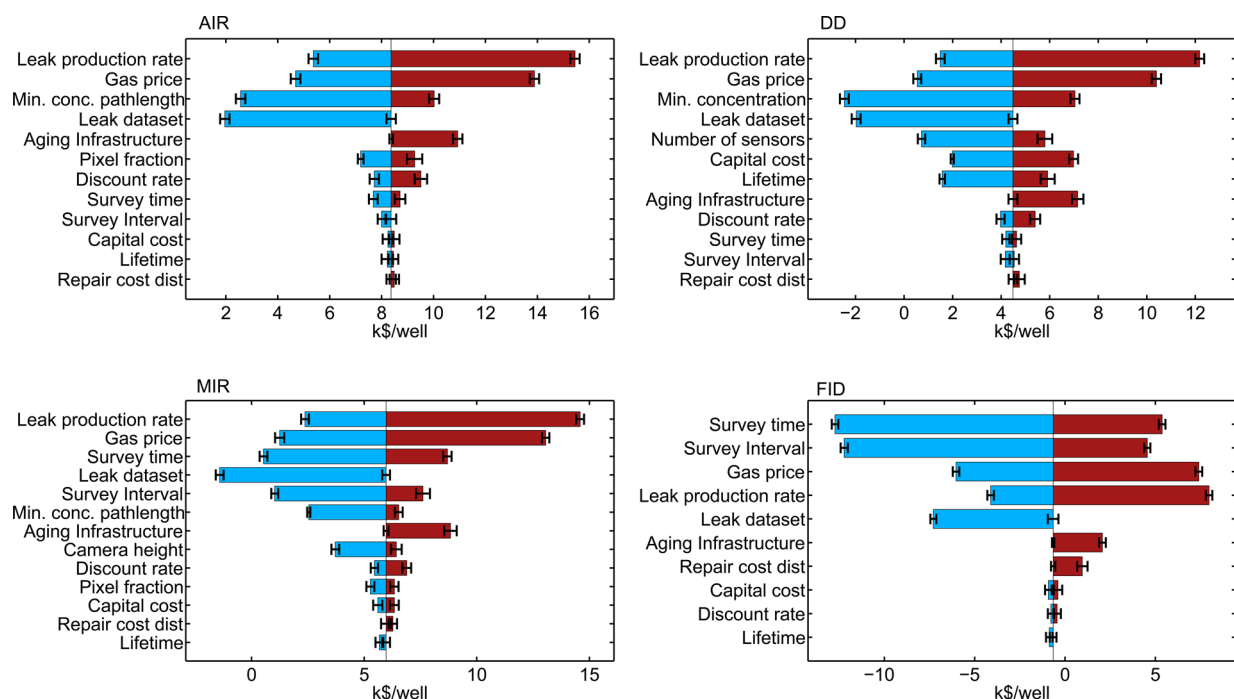 AIR
Leak production rate
Gas price
Min. conc. pathlength
Leak dataset
Aging Infrastructure
Pixel fraction
Discount rate
Survey time
Survey Interval
Capital cost
Lifetime
Repair cost dist
2 4 6 8 10 12 14 16
k$/well
DD
Leak production rate
Gas price
Min. concentration
Leak dataset
Number of sensors
Capital cost
Lifetime
Aging Infrastructure
Discount rate
Survey time
Survey Interval
Repair cost dist
−2 0 2 4 6 8 10 12
k$/well
MIR
Leak production rate
Gas price
Survey time
Leak dataset
Survey Interval
Min. conc. pathlength
Aging Infrastructure
Camera height
Discount rate
Pixel fraction
Capital cost
Repair cost dist
Lifetime
0 5 10 15
k$/well
FID
Survey time
Survey Interval
Gas price
Leak production rate
Leak dataset
Aging Infrastructure
Repair cost dist
Capital cost
Discount rate
Lifetime
−10 −5 0 5
k$/well